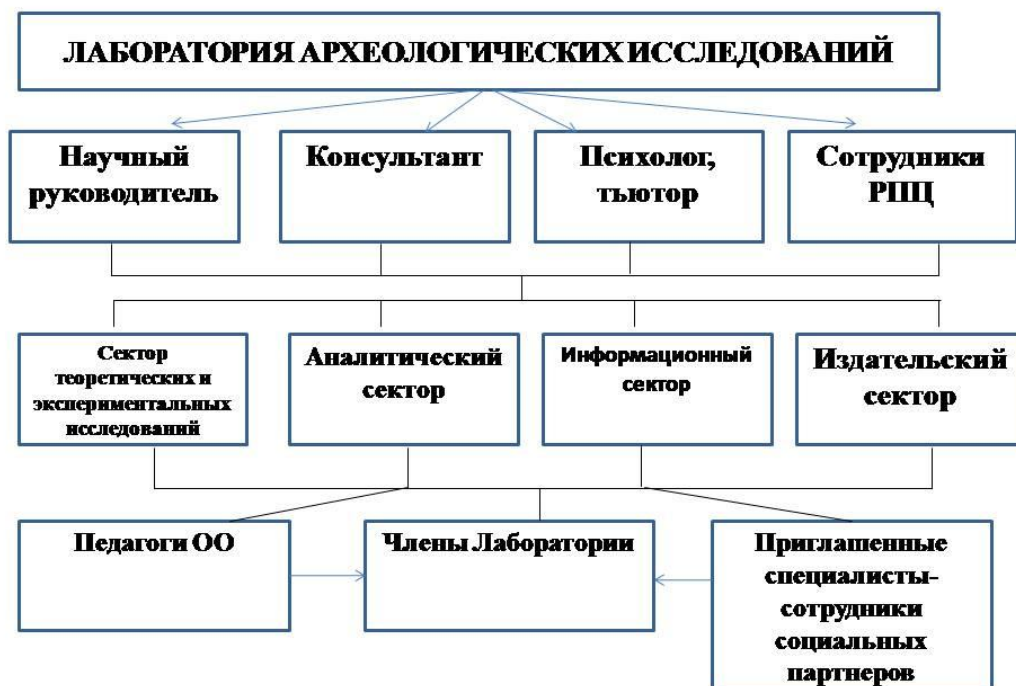 ЛАБОРАТОРИЯ АРХЕОЛОГИЧЕСКИХ ИССЛЕДОВАНИЙ
Научный
руководитель
Консультант
Психолог,
тьютор
Сотрудники
РПЦ
Сектор
теоретических и
экспериментальных
исследований
Аналитический
сектор
Информационный
сектор
Издательский
сектор
Педагоги ОО
Члены Лаборатории
Приглашенные
специалисты-
сотрудники
социальных
партнеров